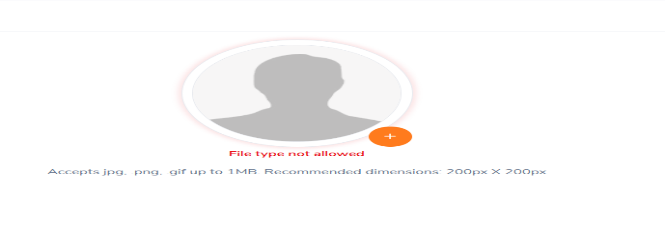 +
File type not allowed
Accepts jpg, png, gif up to 1MB. Recommended dimensions: 200px X 200px